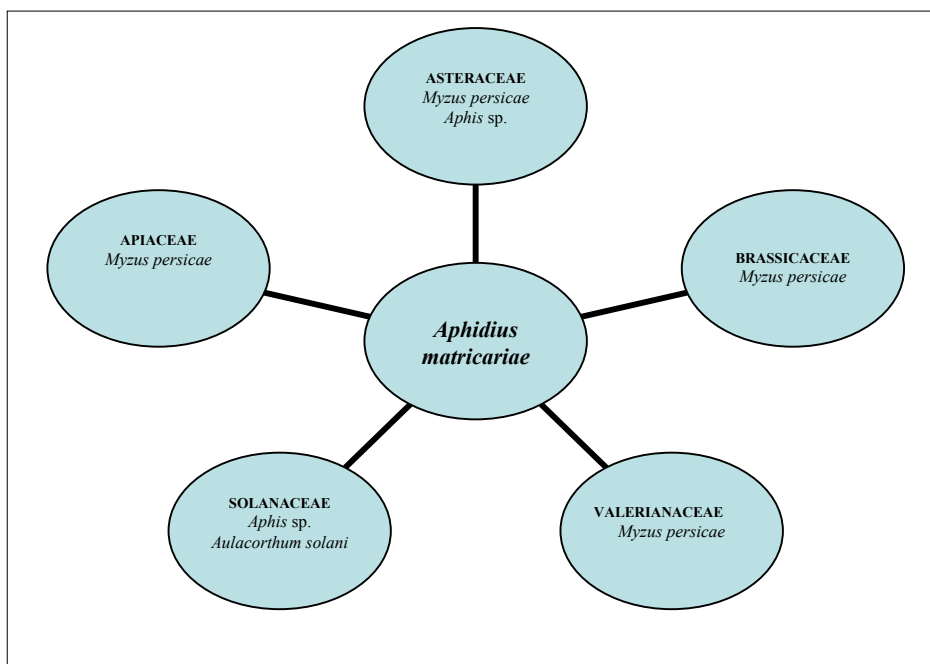 ASTERACEAE
Myzus persicae
Aphis sp.
APIACEAE
Myzus persicae
BRASSICACEAE
Myzus persicae
Aphidius
matricariae
SOLANACEAE
Aphis sp.
Aulacorthum solani
VALERIANACEAE
Myzus persicae